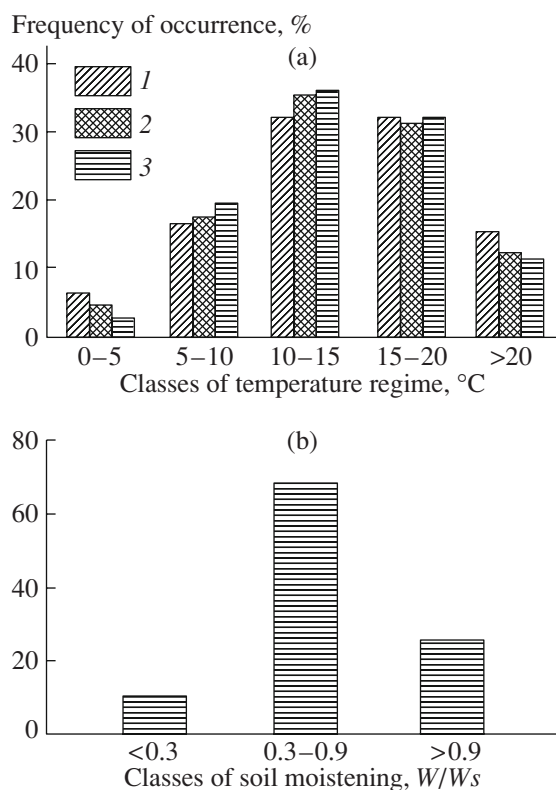 Frequency of occurrence, %
(a)
40
30
20
10
0
1
2
3
0–5 5–10 10–15 15–20 >20
Classes of temperature regime, °C
(b)
80
60
40
20
0
<0.3 0.3–0.9 >0.9
Classes of soil moistening, W/Ws